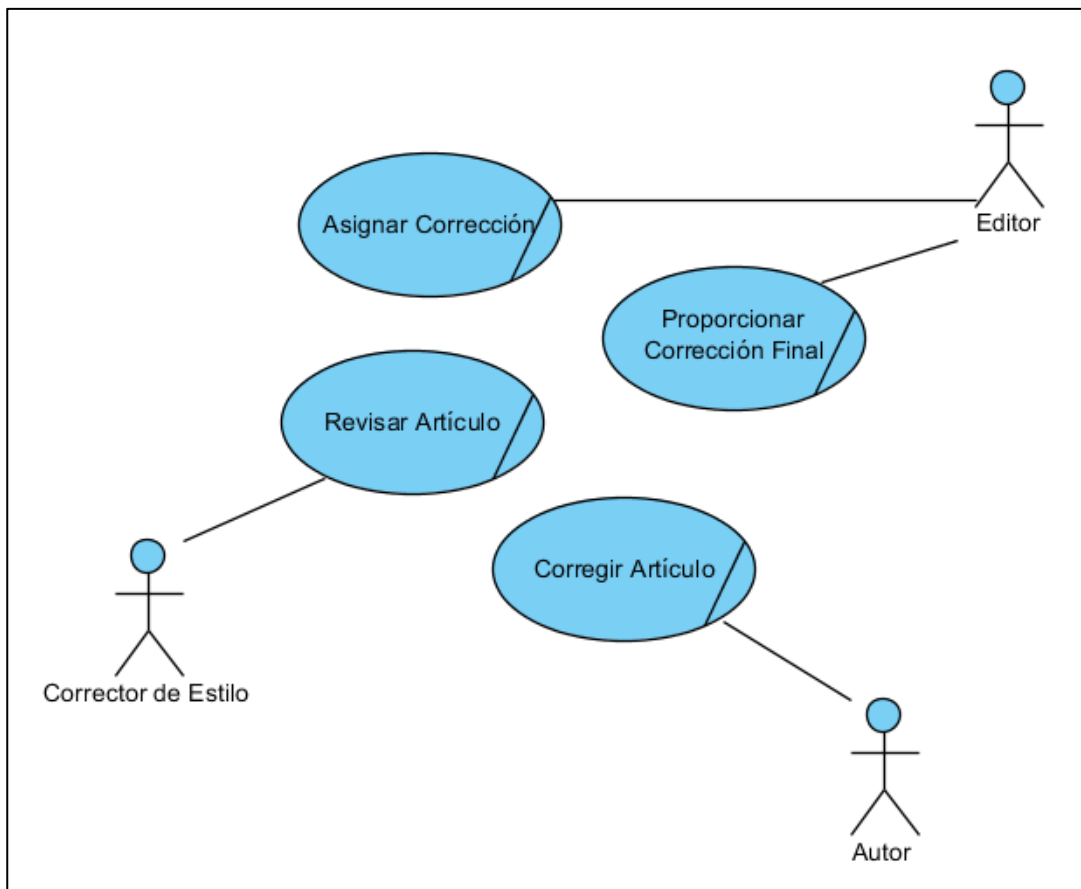 Asignar Corrección
Editor
Proporcionar
Corrección Final
Revisar Artículo
Corregir Artículo
Corrector de Estilo
Autor